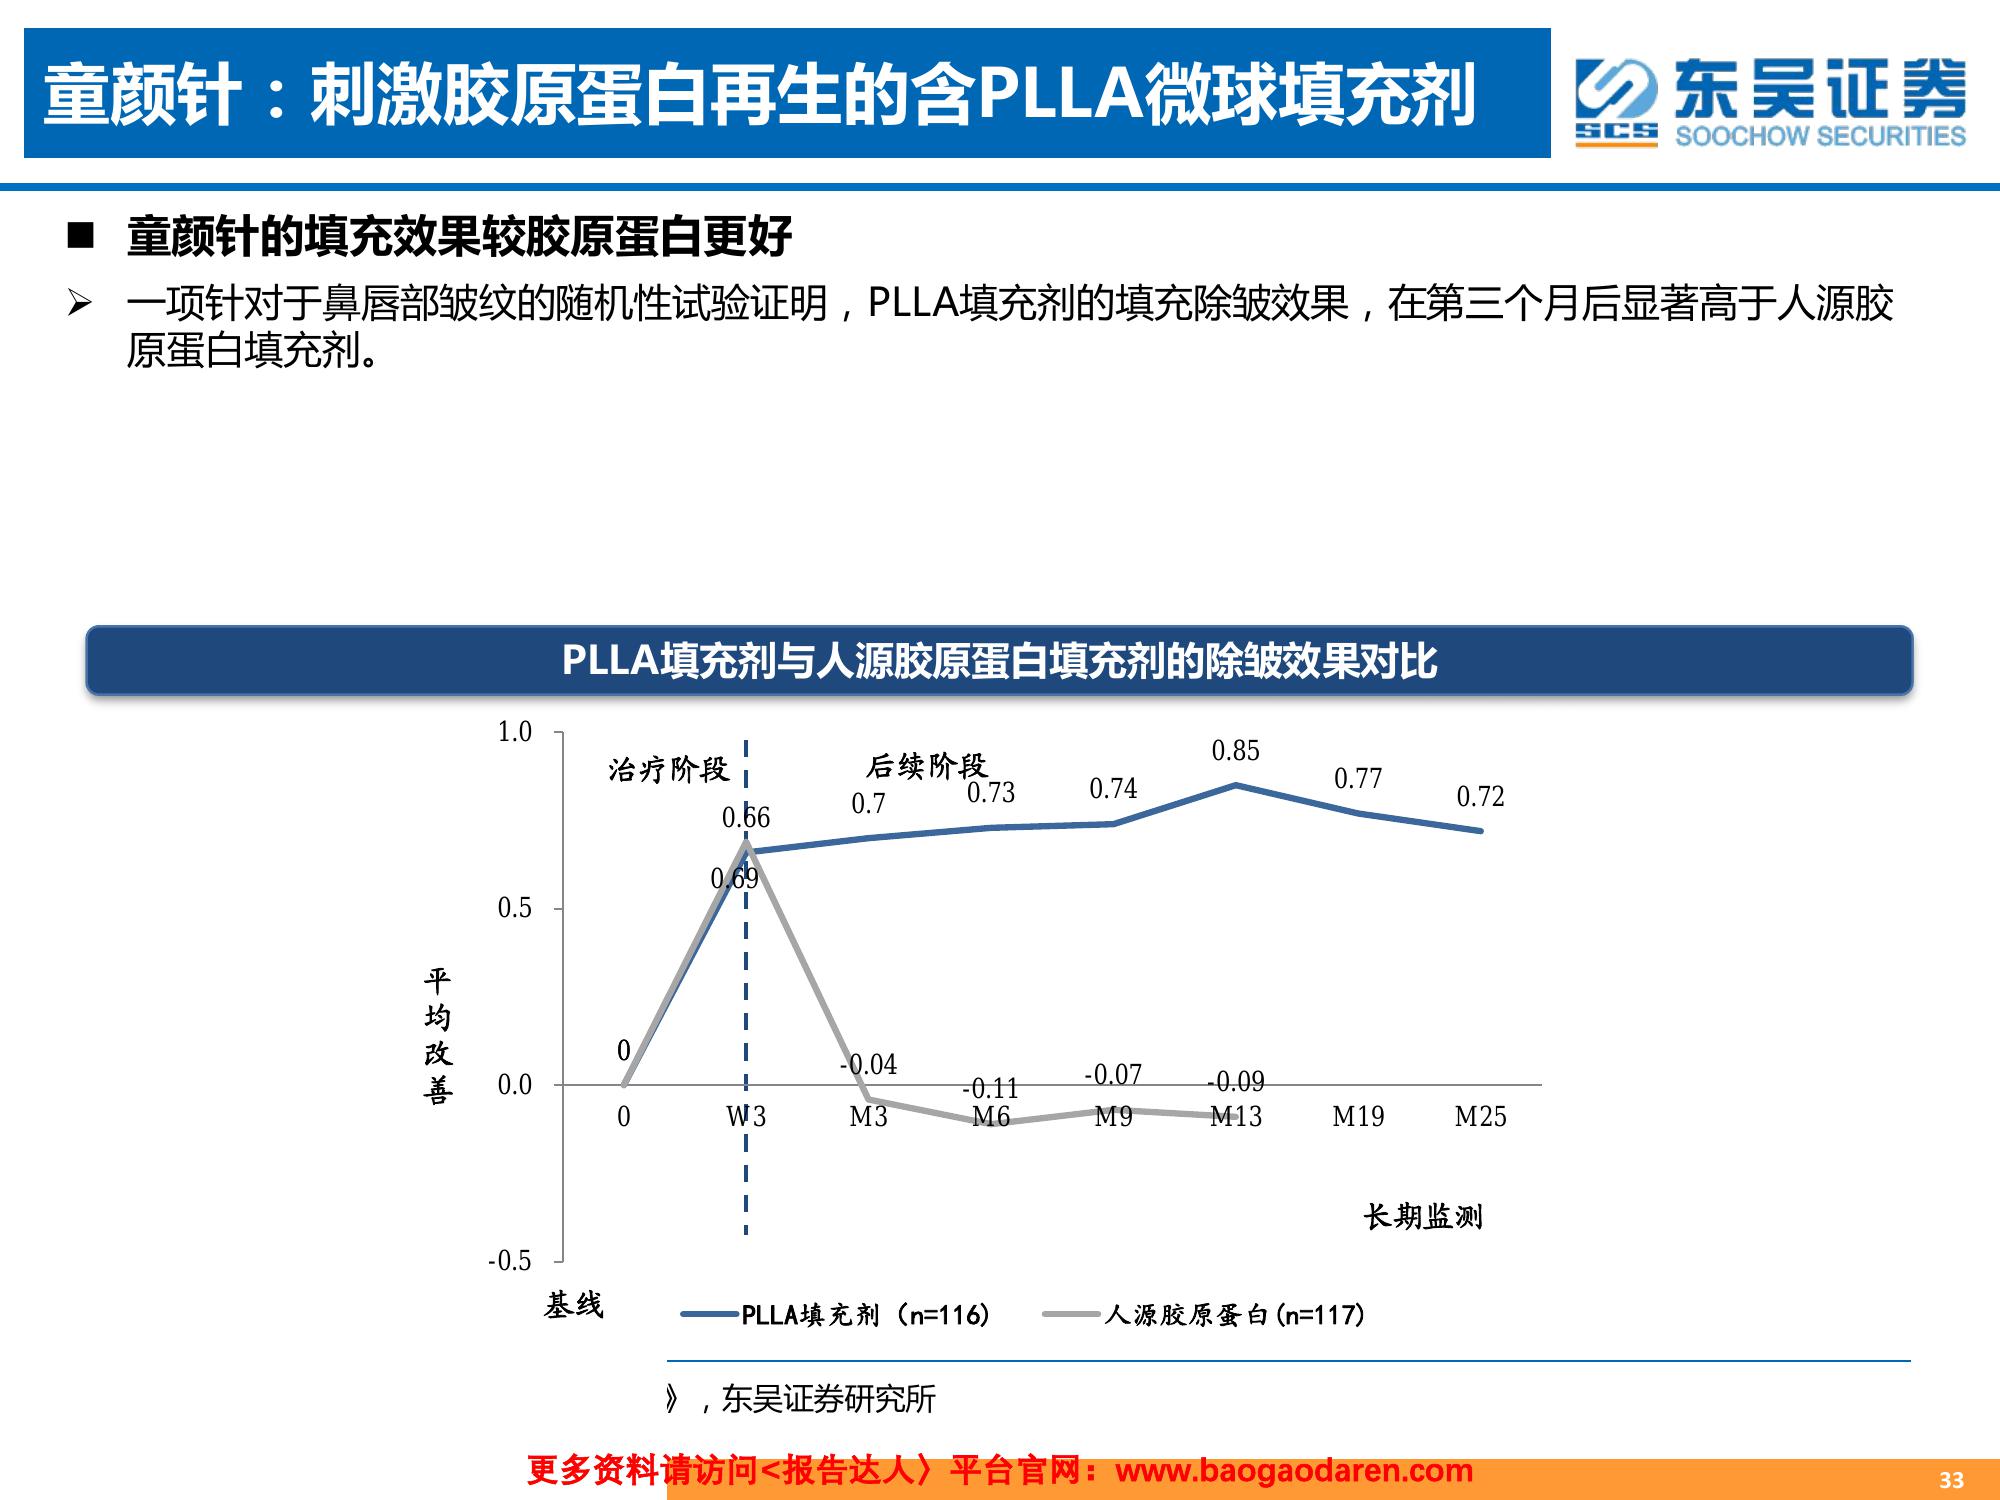 童颜针：刺激胶原蛋白再生的含PLLA微球填充剂
东吴证券
SCS
SOOCHOW SECURITIES
■ 童颜针的填充效果较胶原蛋白更好
➢ 一项针对于鼻唇部皱纹的随机性试验证明，PLLA填充剂的填充除皱效果，在第三个月后显著高于人源胶
原蛋白填充剂。
PLLA填充剂与人源胶原蛋白填充剂的除皱效果对比
1.0
0.5
0.0
-0.5
平均改善
治疗阶段
后续阶段
0.66
0.7
0.73
0.74
0.85
0.77
0.72
0.69
0
-0.04
-0.11
-0.07
-0.09
0
W3
M3
M6
M9
M13
M19
M25
长期监测
基线
PLLA填充剂（n=116)
人源胶原蛋白(n=117)
》，东吴证券研究所
更多资料请访问<报告达人〉平台官网：www.baogaodaren.com
33